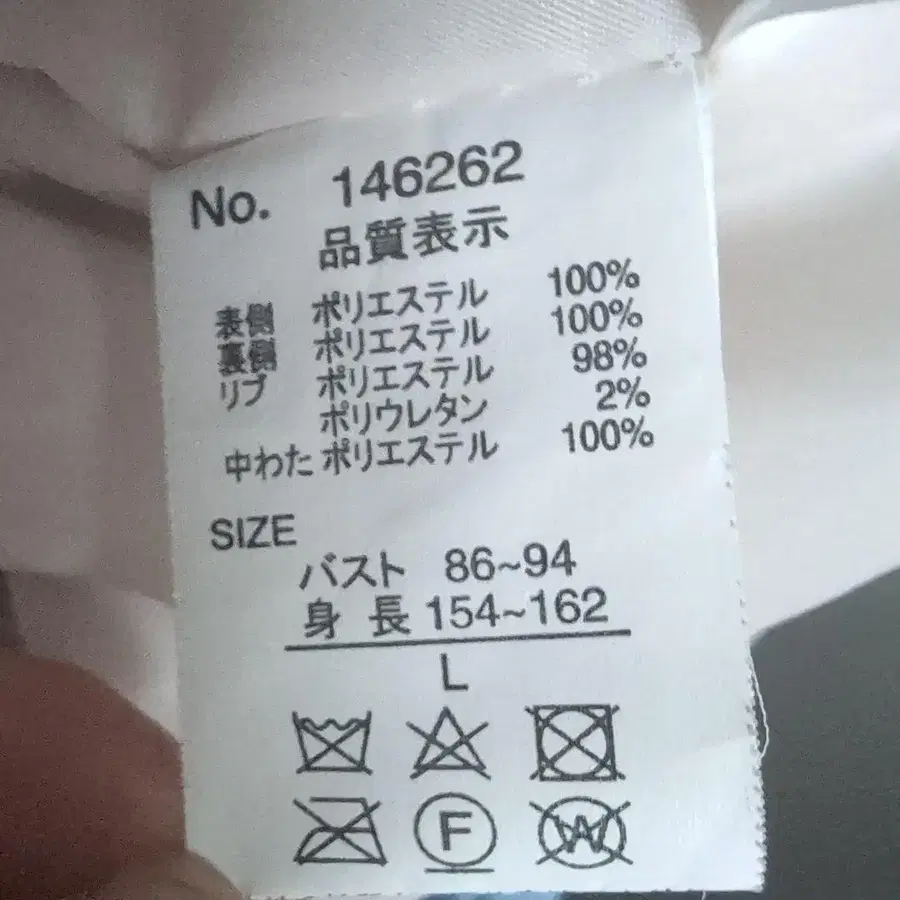 No. 146262
品質表示
表側 ポリエステル 100%
裏側 ポリエステル 100%
リブ ポリエステル 98%
ポリウレタン 2%
中わた ポリエステル 100%
SIZE
バスト 86~94
身長 154~162
L
F
W